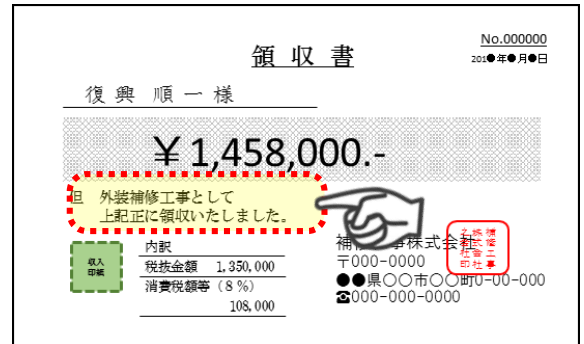 No.000000
領 収 書
201●年●月●日
復興 順一 様
￥1,458,000.-
但 外装補修工事として
上記正に領収いたしました。
収入
印紙
内訳
税抜金額 1,350,000
消費税額等（8％）
108,000
〒000-0000
●●県○○市○○町0-00-000
☎000-000-0000